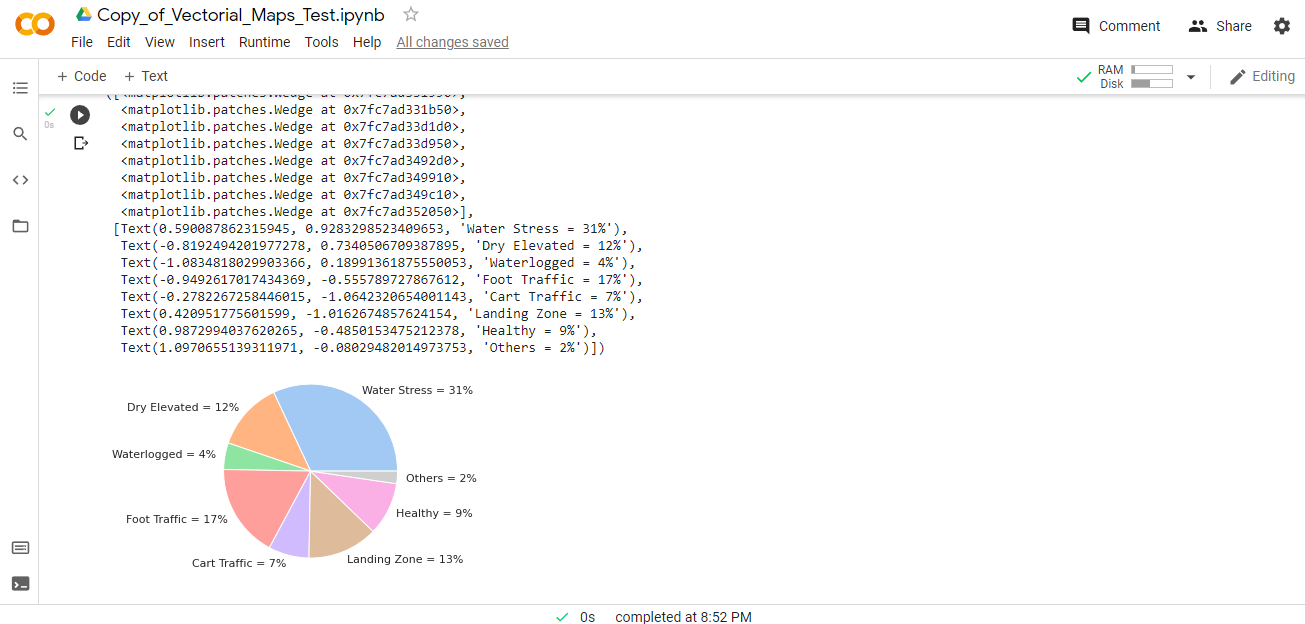 Copy_of_Vectorial_Maps_Test.ipynb
File Edit View Insert Runtime Tools Help All changes saved
Comment Share
+ Code + Text
RAM
Disk
Editing
<matplotlib.patches.Wedge at 0x7fc7ad331b50>,
0s
<matplotlib.patches.Wedge at 0x7fc7ad33d1d0>,
<matplotlib.patches.Wedge at 0x7fc7ad33d950>,
<matplotlib.patches.Wedge at 0x7fc7ad3492d0>,
<matplotlib.patches.Wedge at 0x7fc7ad349910>,
<matplotlib.patches.Wedge at 0x7fc7ad349c10>,
<matplotlib.patches.Wedge at 0x7fc7ad352050>],
[Text(0.590087862315945, 0.9283298523409653, 'Water Stress = 31%'),
Text(-0.8192494201977278, 0.7340506709387895, 'Dry Elevated = 12%'),
Text(-1.0834818029903366, 0.18991361875550053, 'Waterlogged = 4%'),
Text(-0.9492617017434369, -0.555789727867612, 'Foot Traffic = 17%'),
Text(-0.2782267258446015, -1.0642320654001143, 'Cart Traffic = 7%'),
Text(0.420951775601599, -1.0162674857624154, 'Landing Zone = 13%'),
Text(0.9872994037620265, -0.4850153475212378, 'Healthy = 9%'),
Text(1.0970655139311971, -0.08029482014973753, 'Others = 2%')])
Water Stress = 31%
Dry Elevated = 12%
Waterlogged = 4%
Others = 2%
Healthy = 9%
Foot Traffic = 17%
Landing Zone = 13%
Cart Traffic = 7%
0s completed at 8:52 PM